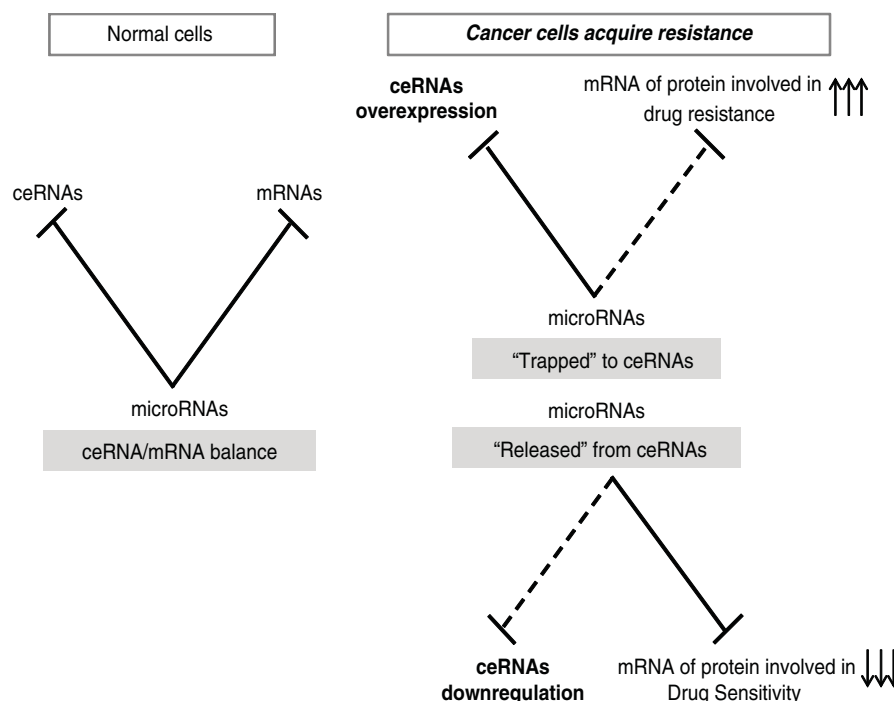 Normal cells
Cancer cells acquire resistance
ceRNAs
overexpression
mRNA of protein involved in
drug resistance
ceRNAs
mRNAs
microRNAs
ceRNA/mRNA balance
microRNAs
“Trapped” to ceRNAs
microRNAs
“Released” from ceRNAs
ceRNAs
downregulation
mRNA of protein involved in
Drug Sensitivity